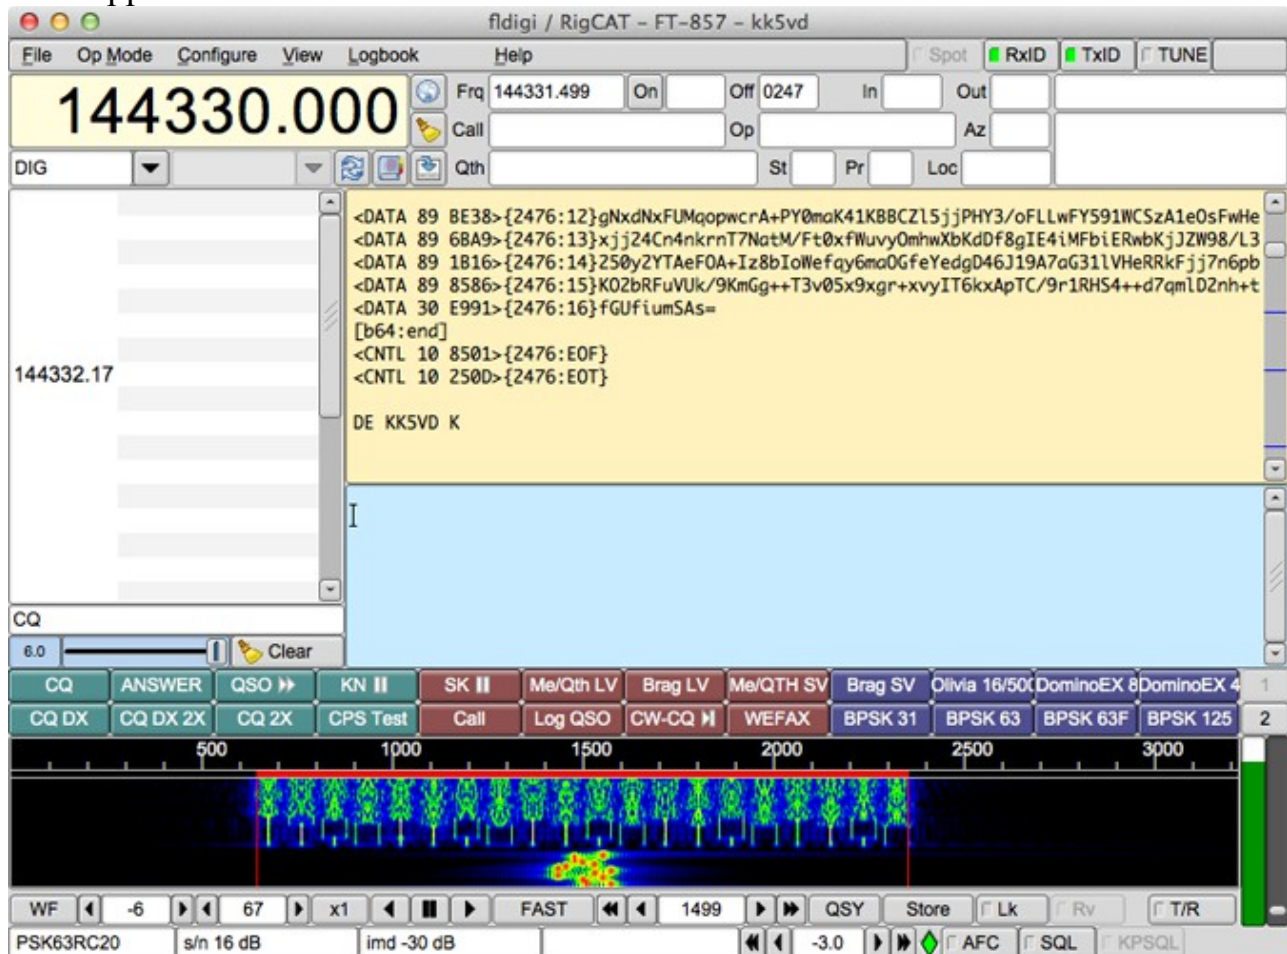 fldigi / RigCAT - FT-857 - kk5vd
File Op Mode Configure View Logbook Help Spot RxID TxID TUNE
144330.000 Frq 144331.499 On Off 0247 In Out
Call Op Az
DIG Qth St Pr Loc
<DATA 89 BE38>{2476:12}gNxdNxFUMqopwcrA+PY0maK41KBBCZl5jjPHY3/oFLLwFY591WCSzA1eOsFwHe
<DATA 89 6BA9>{2476:13}xjj24Cn4nkrnT7NatM/Ft0xfWuvyOmhwXbKdDf8gIE4iMFbiERwbKjJZW98/L3
<DATA 89 1B16>{2476:14}250y2YTAeFOA+Iz8bIoWefqy6maOGfeYedgD46J19A7aG31lVHeRRkFjj7n6pb
<DATA 89 8586>{2476:15}KO2bRFuVUk/9KmGg++T3v05x9xgr+xvyIT6kxApTC/9r1RHS4++d7qmlD2nh+t
<DATA 30 E991>{2476:16}fGUfiumSAs=
[b64:end]
<CNTL 10 8501>{2476:EOF}
144332.17
<CNTL 10 250D>{2476:EOT}
DE KK5VD K
CQ
6.0 Clear
CQ ANSWER QSO KN SK Me/Qth LV Brag LV Me/QTH SV Brag SV Olivia 16/500 DominoEX 8 DominoEX 4 1
CQ DX CQ DX 2X CQ 2X CPS Test Call Log QSO CW-CQ WEFAX BPSK 31 BPSK 63 BPSK 63F BPSK 125 2
500 1000 1500 2000 2500 3000
WF -6 67 x1 FAST 1499 QSY Store Lk Rv T/R
PSK63RC20 s/n 16 dB imd -30 dB -3.0 AFC SQL KPSQL